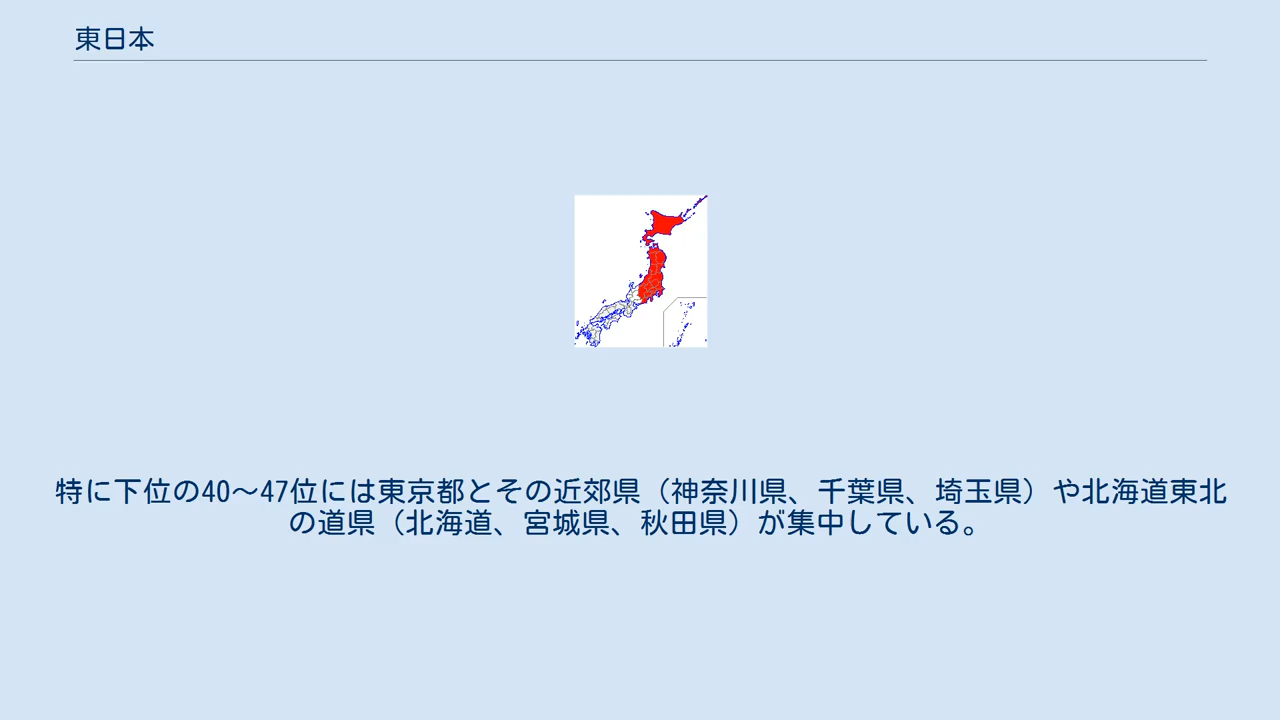 東日本
特に下位の40〜47位には東京都とその近郊県（神奈川県、千葉県、埼玉県）や北海道東北
の道県（北海道、宮城県、秋田県）が集中している。